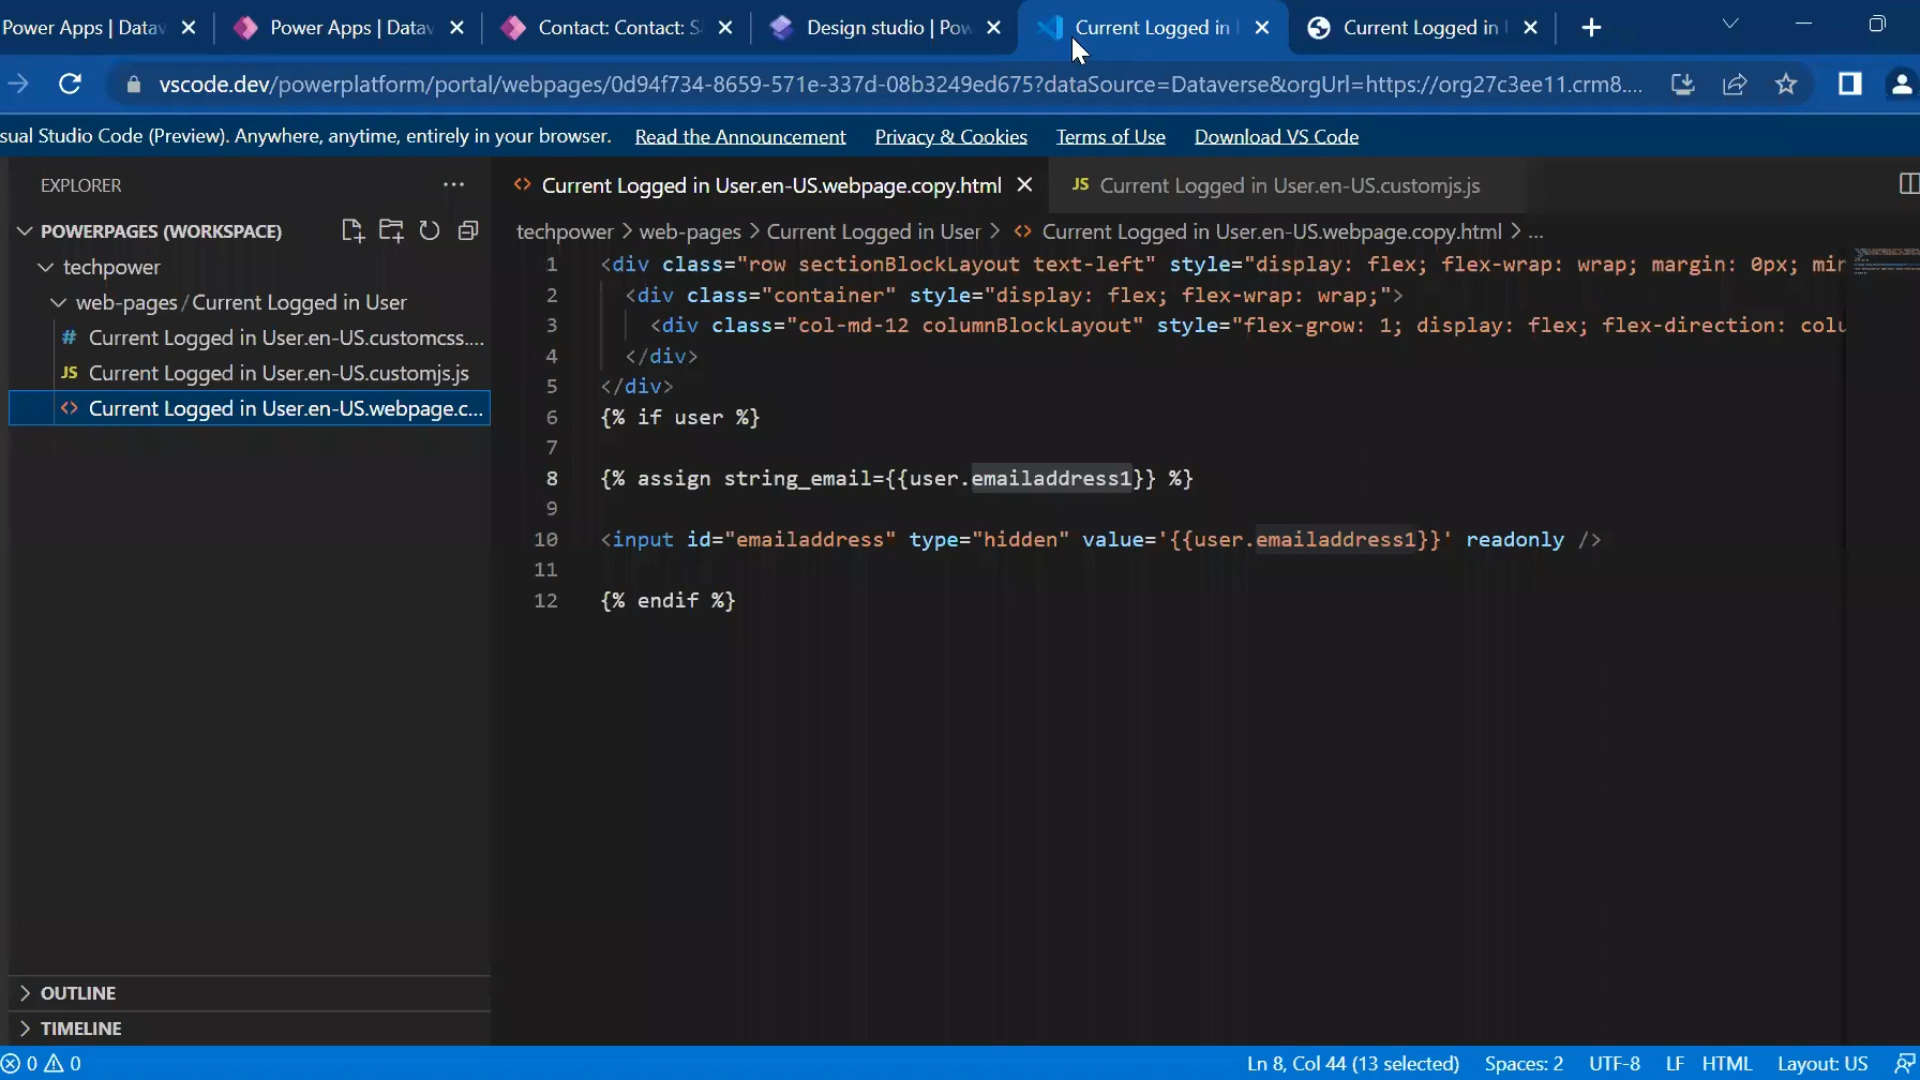 Power Apps | Datav
Power Apps | Datav
Contact: Contact: S
Design studio | Pow
Current Logged in
Current Logged in
vscode.dev/powerplatform/portal/webpages/0d94f734-8659-571e-337d-08b3249ed675?dataSource=Dataverse&orgUrl=https://org27c3ee11.crm8....
sual Studio Code (Preview). Anywhere, anytime, entirely in your browser. Read the Announcement Privacy & Cookies Terms of Use Download VS Code
EXPLORER ...
POWERPAGES (WORKSPACE)
techpower
web-pages / Current Logged in User
# Current Logged in User.en-US.customcss....
JS Current Logged in User.en-US.customjs.js
<> Current Logged in User.en-US.webpage.c...
OUTLINE
TIMELINE
<> Current Logged in User.en-US.webpage.copy.html
JS Current Logged in User.en-US.customjs.js
techpower > web-pages > Current Logged in User > <> Current Logged in User.en-US.webpage.copy.html > ...
1 <div class="row sectionBlockLayout text-left" style="display: flex; flex-wrap: wrap; margin: 0px; min
2 <div class="container" style="display: flex; flex-wrap: wrap;">
3 <div class="col-md-12 columnBlockLayout" style="flex-grow: 1; display: flex; flex-direction: colu
4 </div>
5 </div>
6 {% if user %}
7
8 {% assign string_email={{user.emailaddress1}} %}
9
10 <input id="emailaddress" type="hidden" value='{{user.emailaddress1}}' readonly />
11
12 {% endif %}
0 0
Ln 8, Col 44 (13 selected) Spaces: 2 UTF-8 LF HTML Layout: US